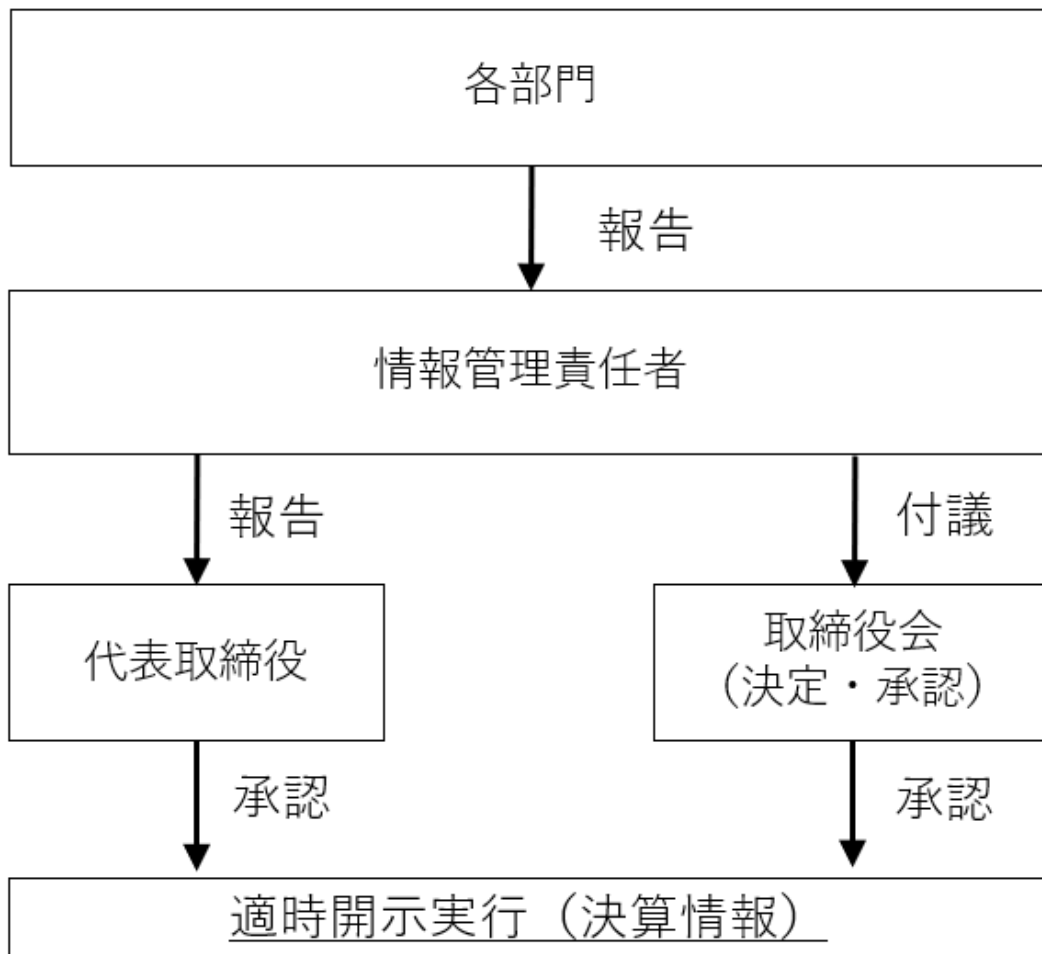 各部門
報告
情報管理責任者
報告
付議
代表取締役
取締役会
（決定・承認）
承認
承認
適時開示実行（決算情報）